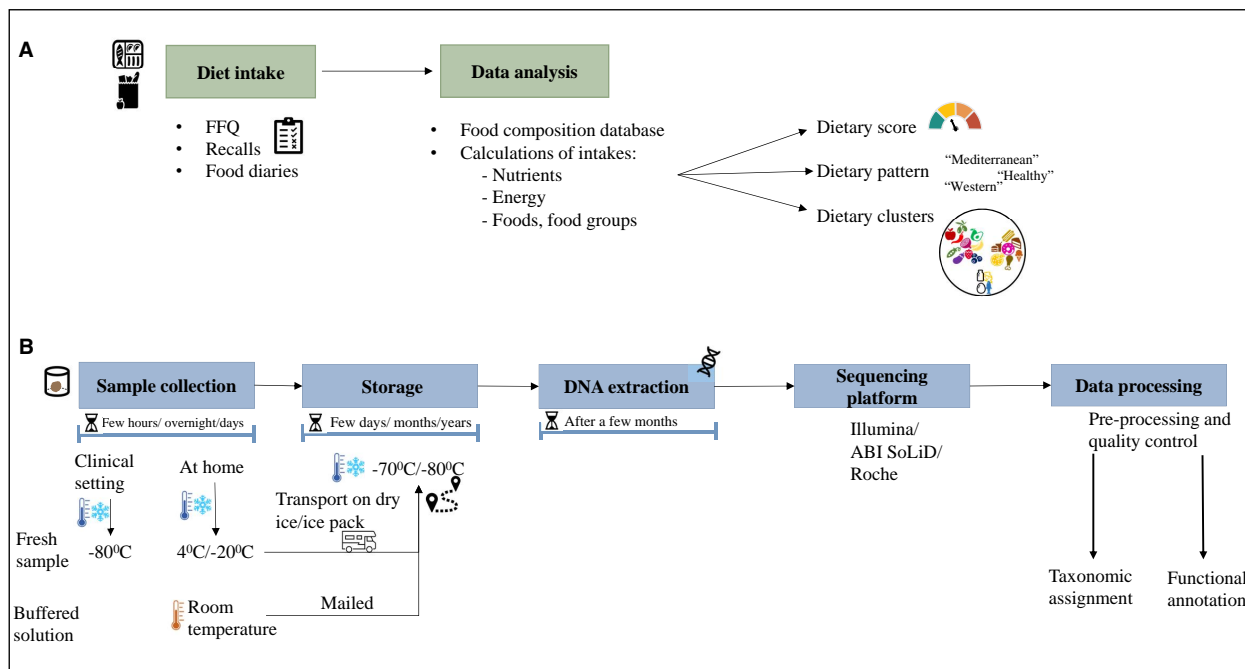 A
Diet intake
Data analysis
• FFQ
• Recalls
• Food diaries
• Food composition database
• Calculations of intakes:
- Nutrients
- Energy
- Foods, food groups
Dietary score
Dietary pattern
“Mediterranean”
“Healthy”
“Western”
Dietary clusters
B
Sample collection
Storage
DNA extraction
Sequencing
platform
Data processing
Few hours/ overnight/days
Few days/ months/years
After a few months
Illumina/
ABI SoLiD/
Roche
Pre-processing and
quality control
Clinical
setting
At home
-70⁰C/-80⁰C
Transport on dry
ice/ice pack
Fresh
sample
-80⁰C
4⁰C/-20⁰C
Buffered
solution
Room
temperature
Mailed
Taxonomic
assignment
Functional
annotation